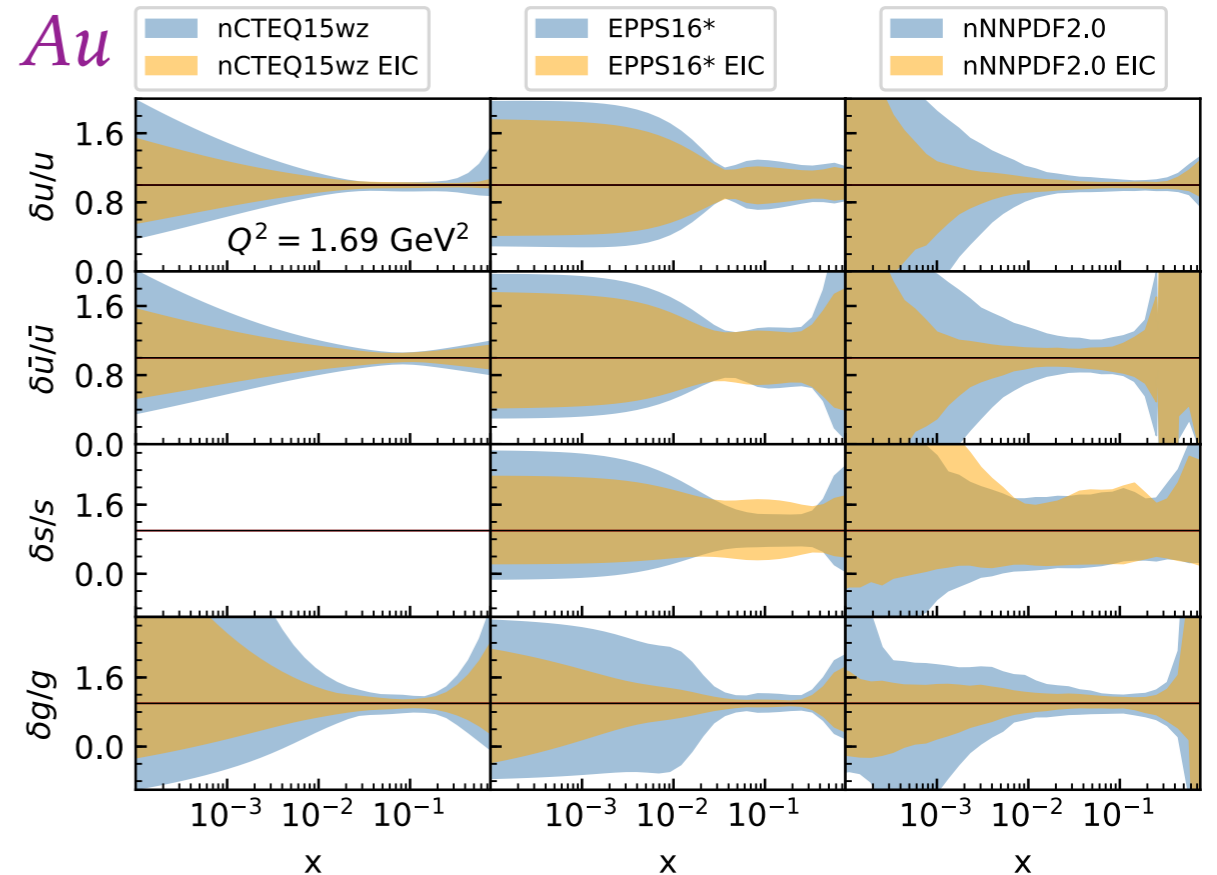 Au
nCTEQ15wz
nCTEQ15wz EIC
EPPS16*
EPPS16* EIC
nNNPDF2.0
nNNPDF2.0 EIC
δu/u
1.6
0.8
0.0
Q² = 1.69 GeV²
δū/ū
1.6
0.8
0.0
δs/s
1.6
0.0
δg/g
1.6
0.0
10⁻³ 10⁻² 10⁻¹ 10⁻³ 10⁻² 10⁻¹ 10⁻³ 10⁻² 10⁻¹
x x x